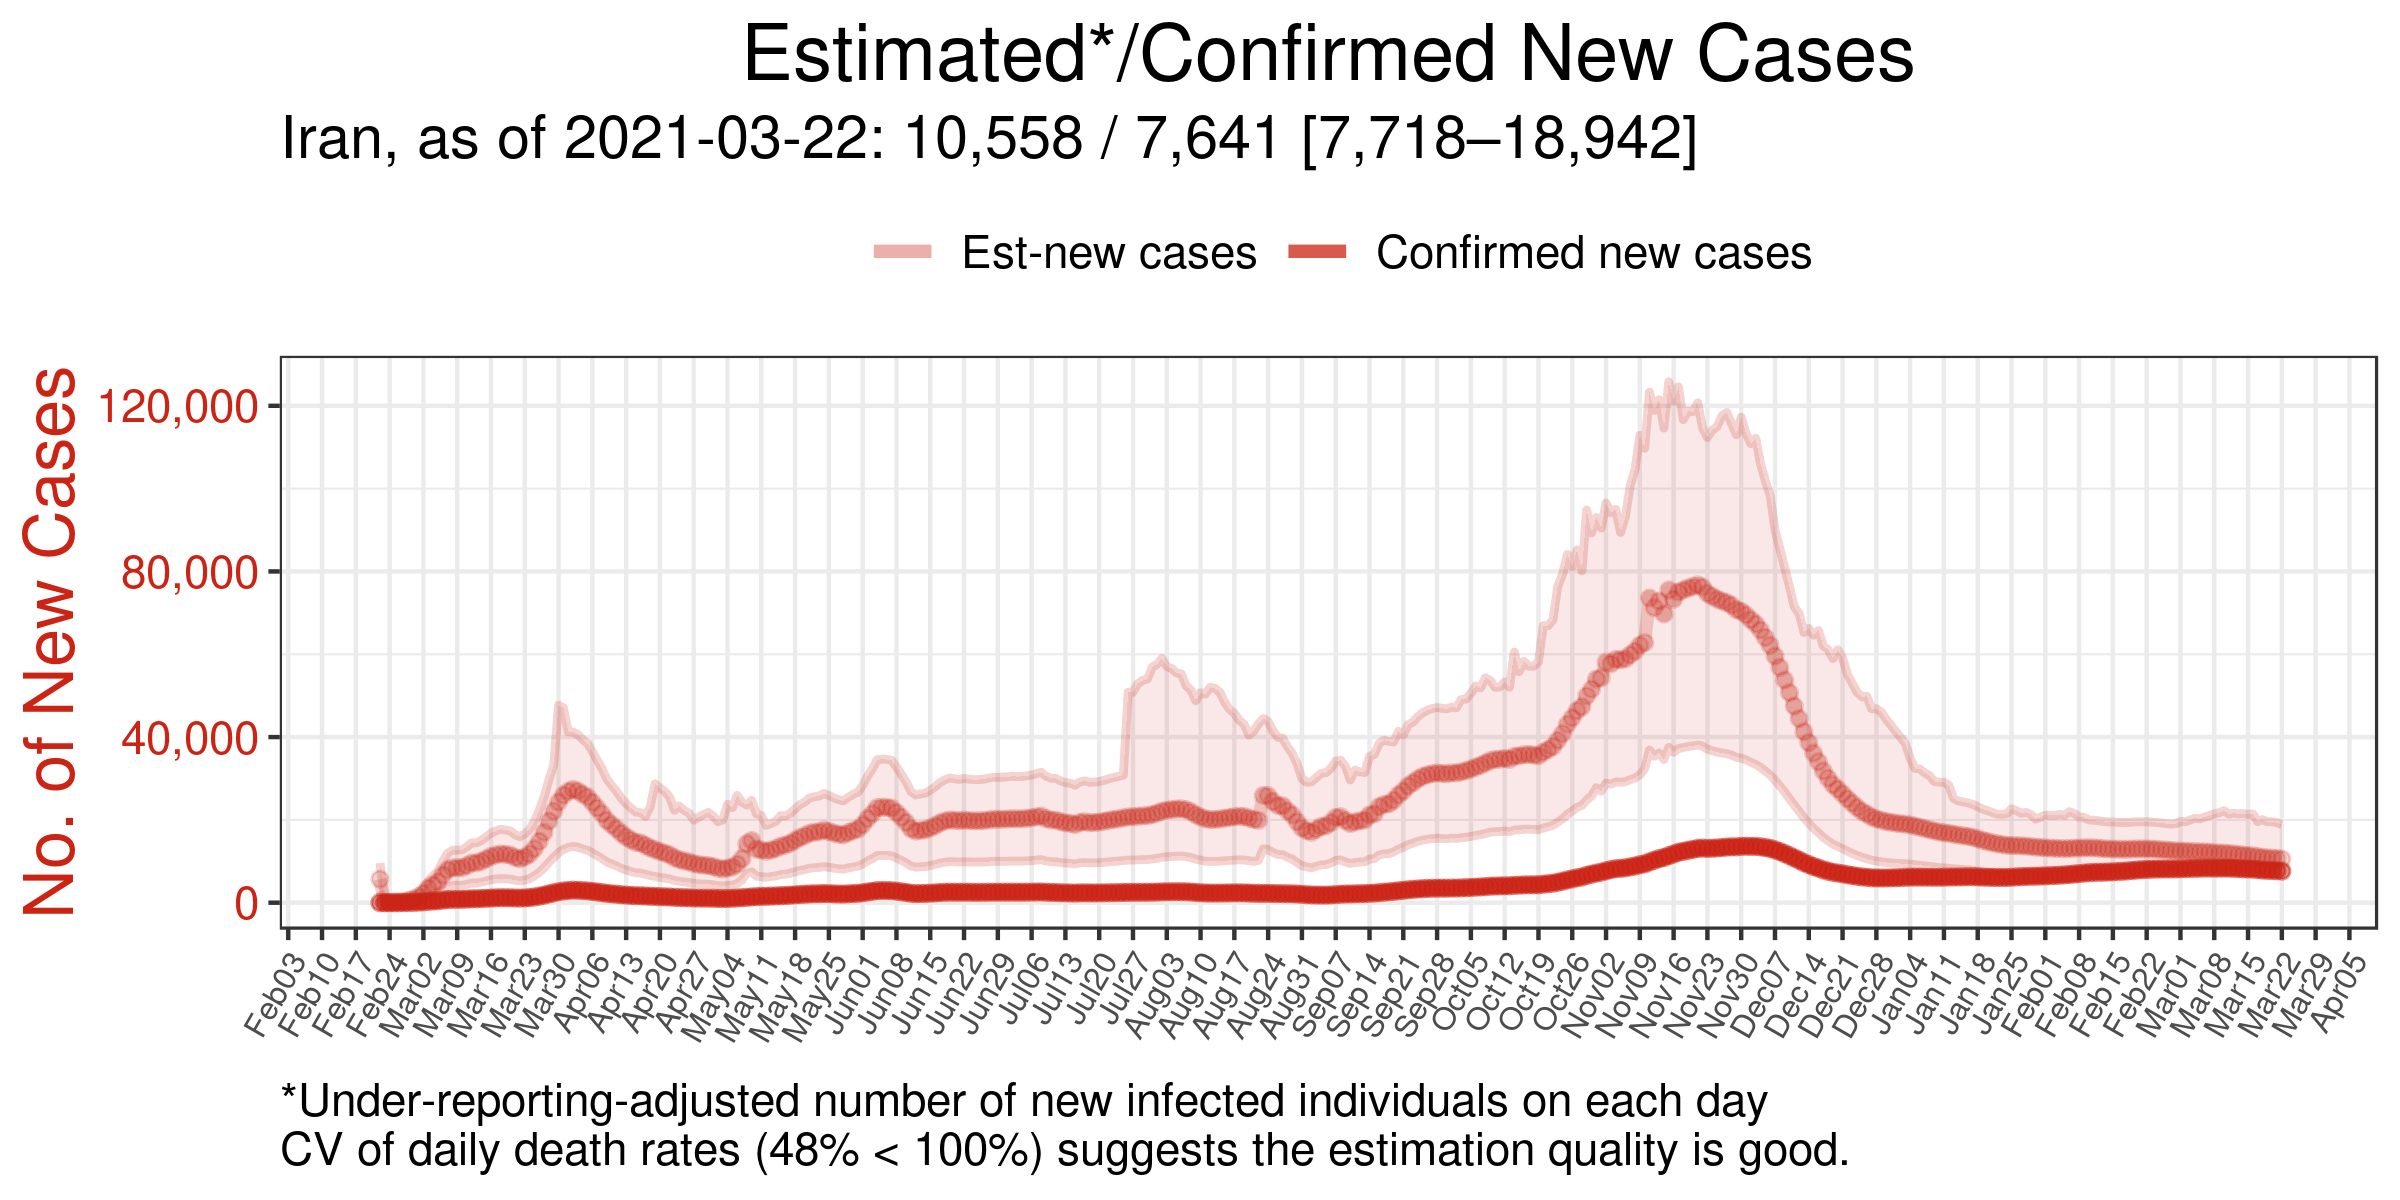 Estimated*/Confirmed New Cases
Iran, as of 2021-03-22: 10,558 / 7,641 [7,718–18,942]
Est-new cases
Confirmed new cases
No. of New Cases
120,000
80,000
40,000
0
Feb03
Feb10
Feb17
Feb24
Mar02
Mar09
Mar16
Mar23
Mar30
Apr06
Apr13
Apr20
Apr27
May04
May11
May18
May25
Jun01
Jun08
Jun15
Jun22
Jun29
Jul06
Jul13
Jul20
Jul27
Aug03
Aug10
Aug17
Aug24
Aug31
Sep07
Sep14
Sep21
Sep28
Oct05
Oct12
Oct19
Oct26
Nov02
Nov09
Nov16
Nov23
Nov30
Dec07
Dec14
Dec21
Dec28
Jan04
Jan11
Jan18
Jan25
Feb01
Feb08
Feb15
Feb22
Mar01
Mar08
Mar15
Mar22
Mar29
Apr05
*Under-reporting-adjusted number of new infected individuals on each day
CV of daily death rates (48% < 100%) suggests the estimation quality is good.